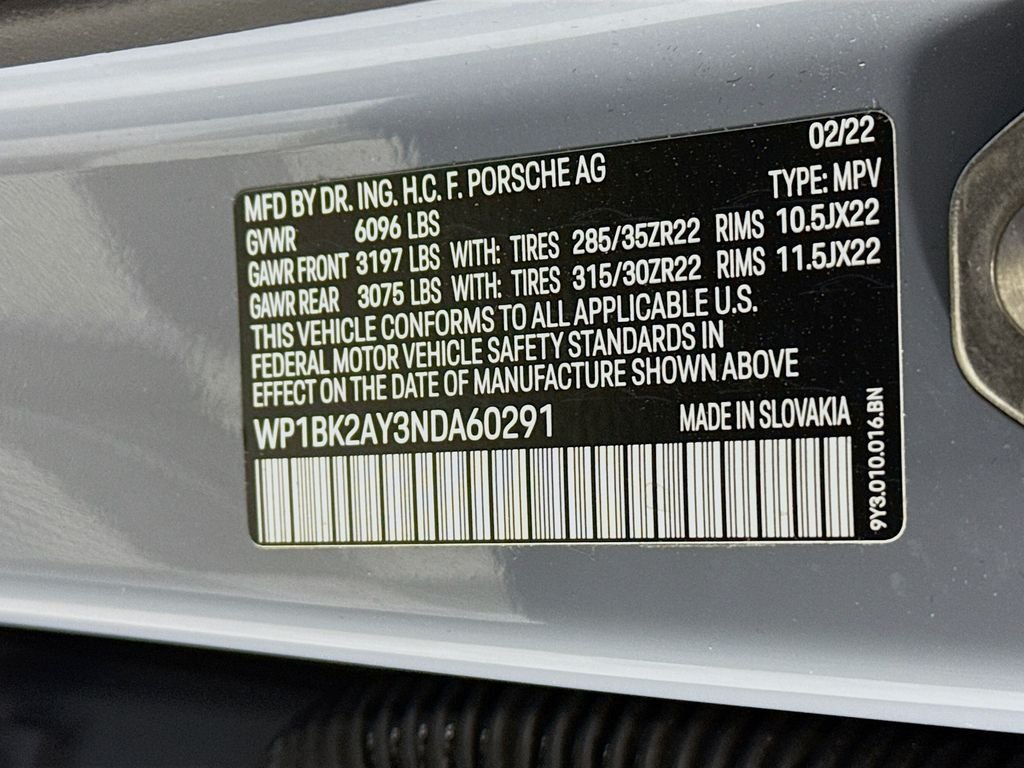 02/22
MFD BY DR. ING. H.C. F. PORSCHE AG
TYPE: MPV
GVWR 6096 LBS
GAWR FRONT 3197 LBS WITH: TIRES 285/35ZR22 RIMS 10.5JX22
GAWR REAR 3075 LBS WITH: TIRES 315/30ZR22 RIMS 11.5JX22
THIS VEHICLE CONFORMS TO ALL APPLICABLE U.S.
FEDERAL MOTOR VEHICLE SAFETY STANDARDS IN
EFFECT ON THE DATE OF MANUFACTURE SHOWN ABOVE
WP1BK2AY3NDA60291 MADE IN SLOVAKIA
9Y3.010.016.BN